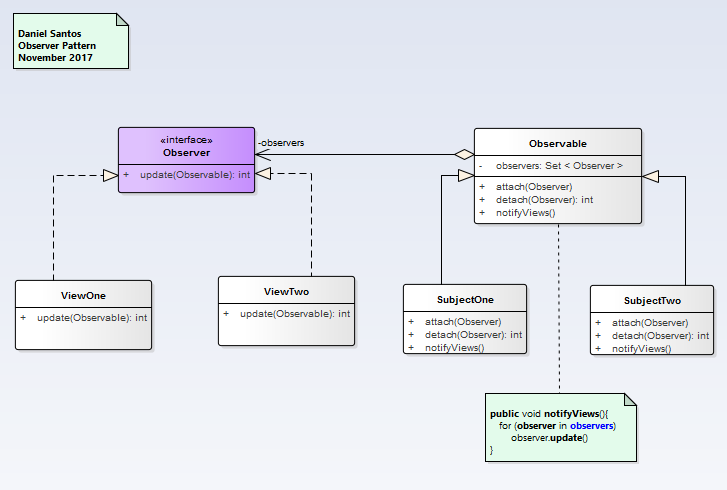 Daniel Santos
Observer Pattern
November 2017
«interface»
Observer
+ update(Observable): int
-observers
Observable
- observers: Set < Observer >
+ attach(Observer)
+ detach(Observer): int
+ notifyViews()
ViewOne
+ update(Observable): int
ViewTwo
+ update(Observable): int
SubjectOne
+ attach(Observer)
+ detach(Observer): int
+ notifyViews()
SubjectTwo
+ attach(Observer)
+ detach(Observer): int
+ notifyViews()
public void notifyViews(){
for (observer in observers)
observer.update()
}